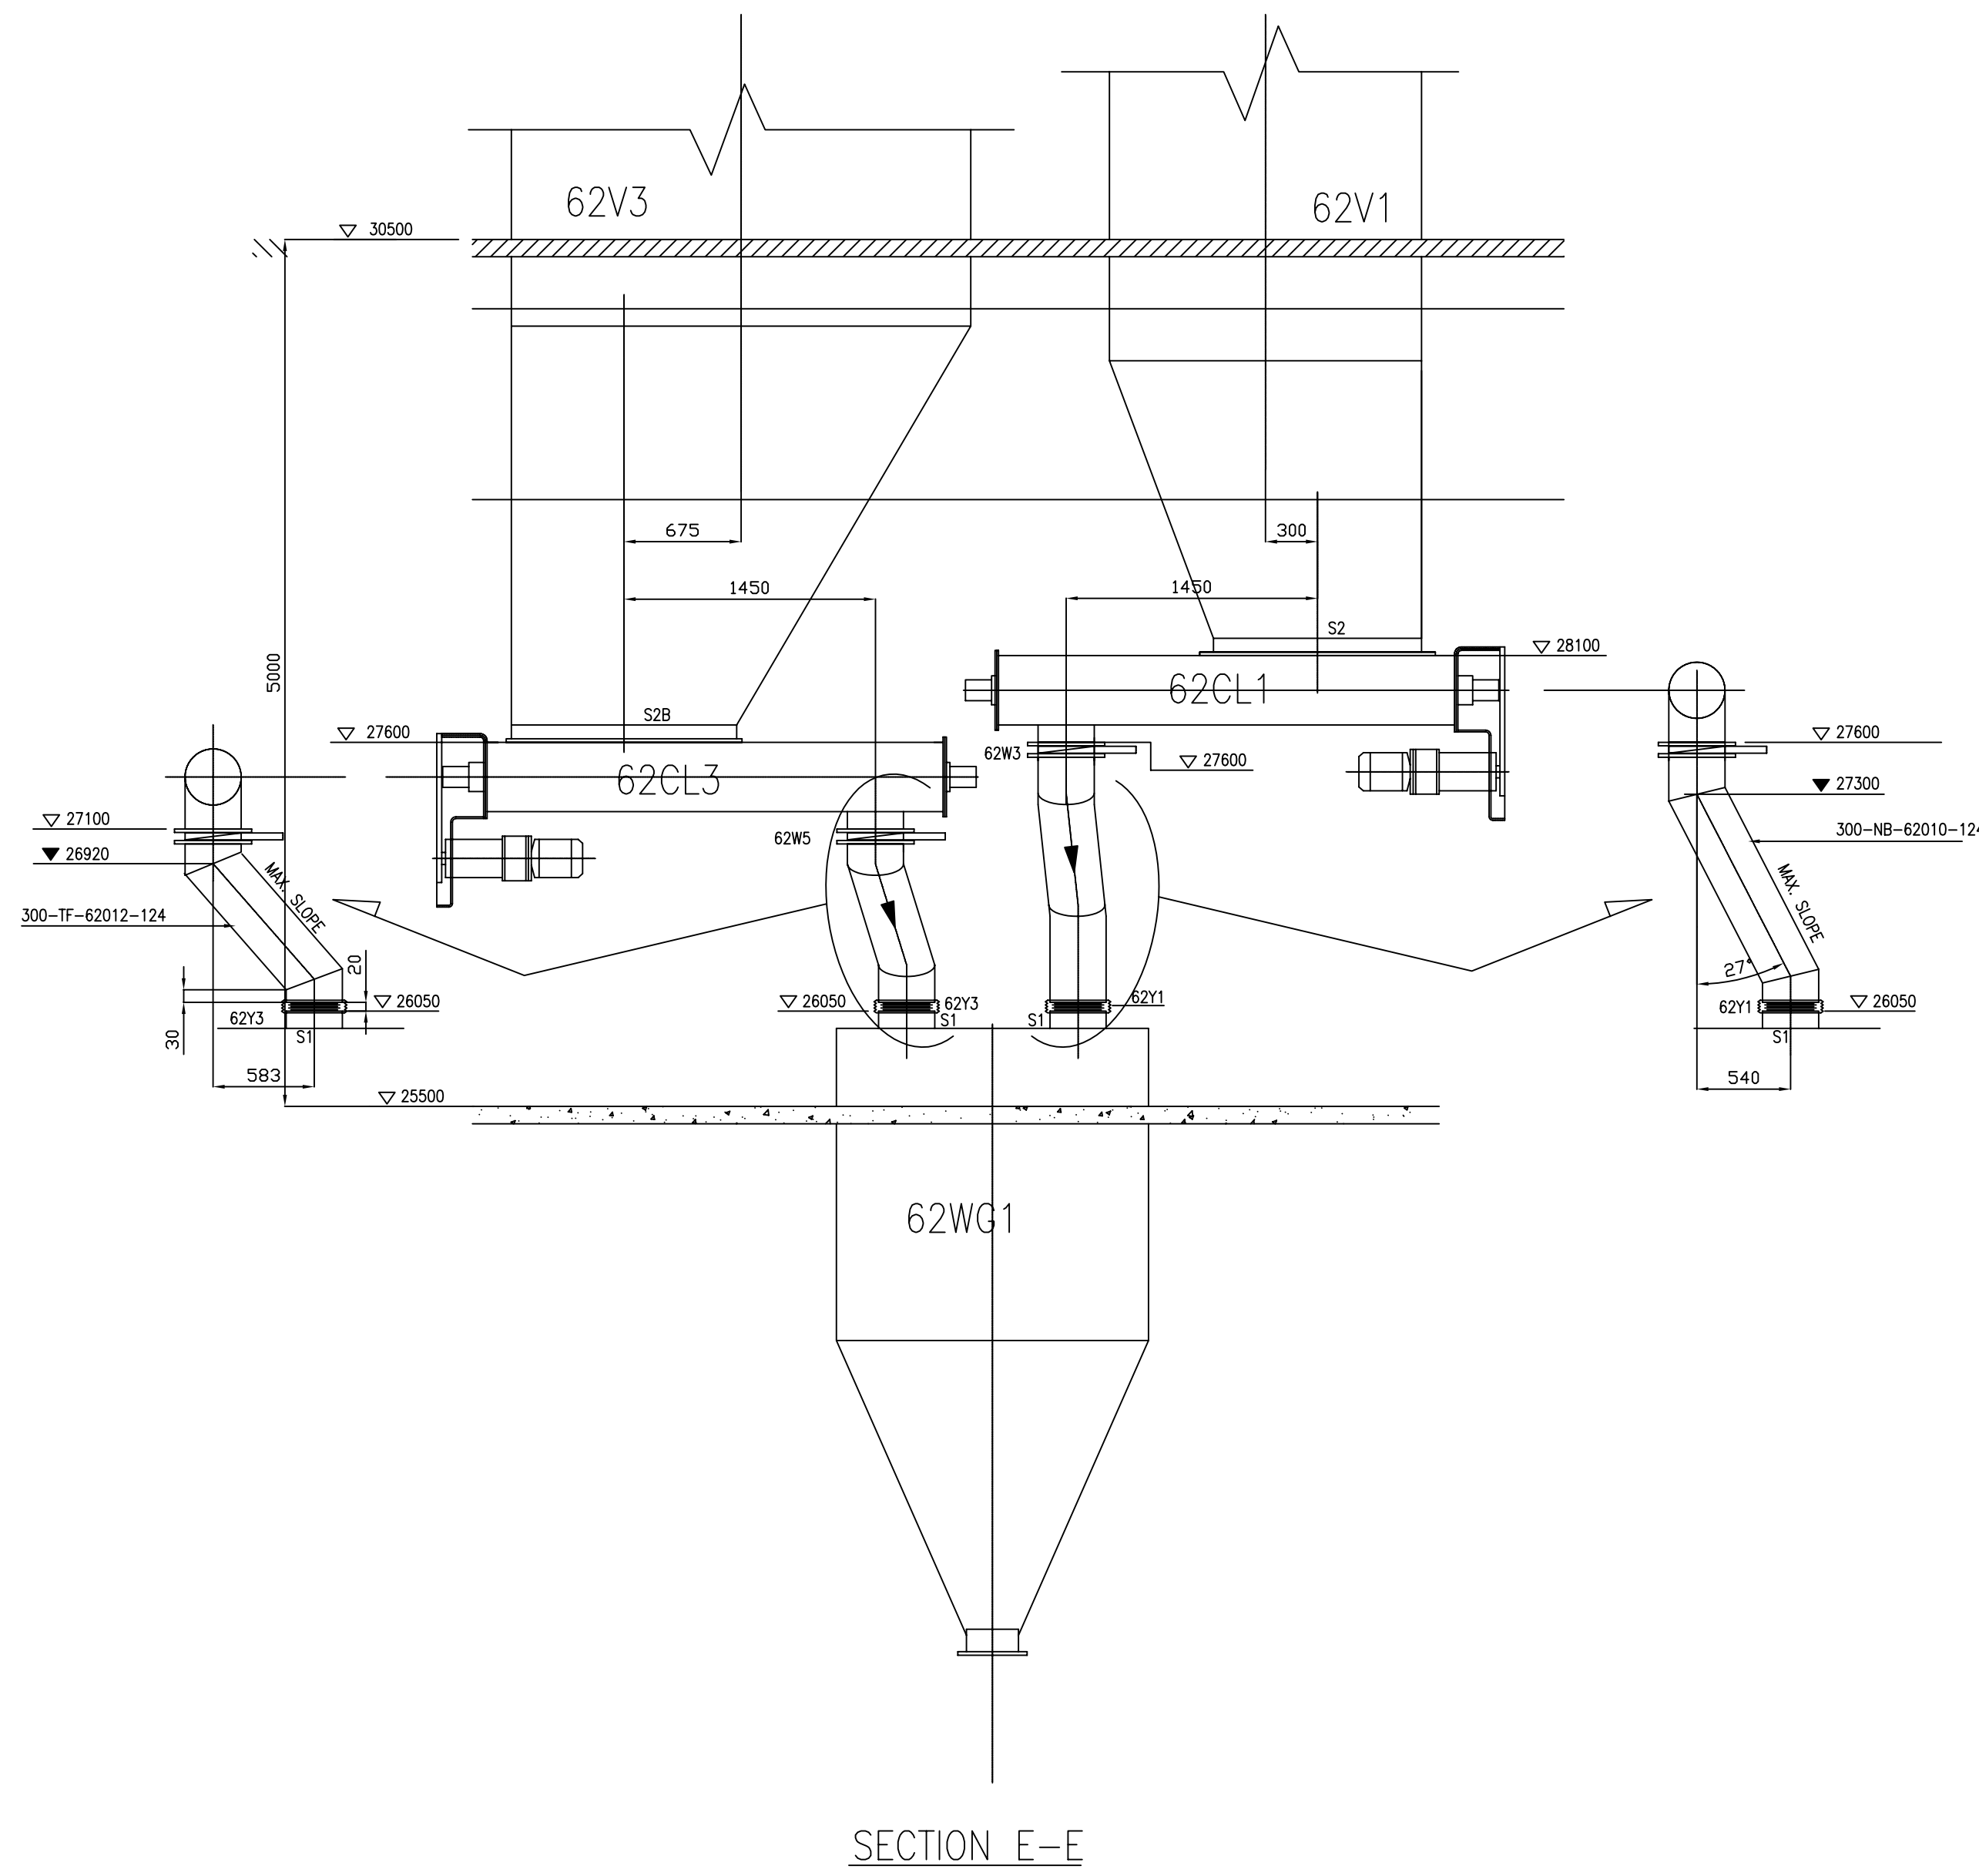 62V3
62V1
30500
675
300
1450
1450
S2
28100
5000
62CL1
S2B
27600
27600
62W3
27600
62CL3
27300
27100
62W5
300-NB-62010-124
26920
MAX. SLOPE
MAX. SLOPE
300-TF-62012-124
20
27°
26050
26050
62Y3
62Y1
62Y1
26050
62Y3
S1
S1
S1
S1
30
583
540
25500
62WG1
SECTION E-E